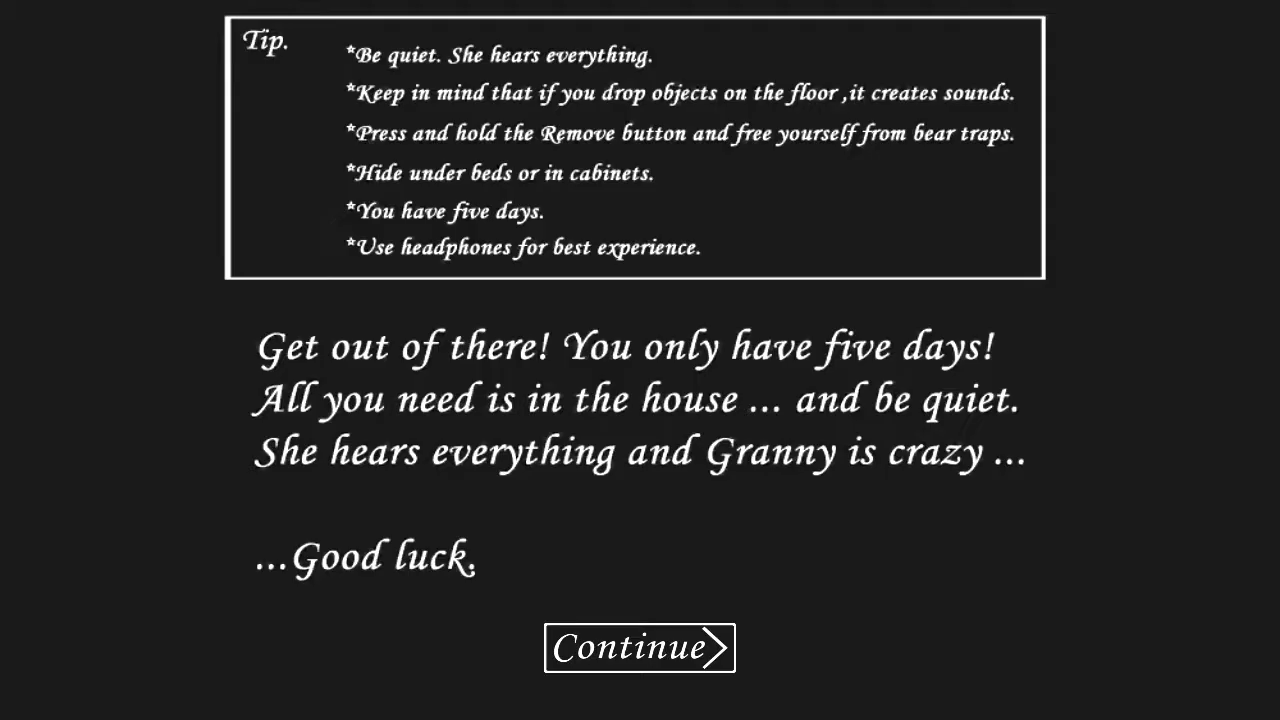 Tip.
*Be quiet. She hears everything.
*Keep in mind that if you drop objects on the floor ,it creates sounds.
*Press and hold the Remove button and free yourself from bear traps.
*Hide under beds or in cabinets.
*You have five days.
*Use headphones for best experience.
Get out of there! You only have five days!
All you need is in the house ... and be quiet.
She hears everything and Granny is crazy ...
...Good luck.
Continue>